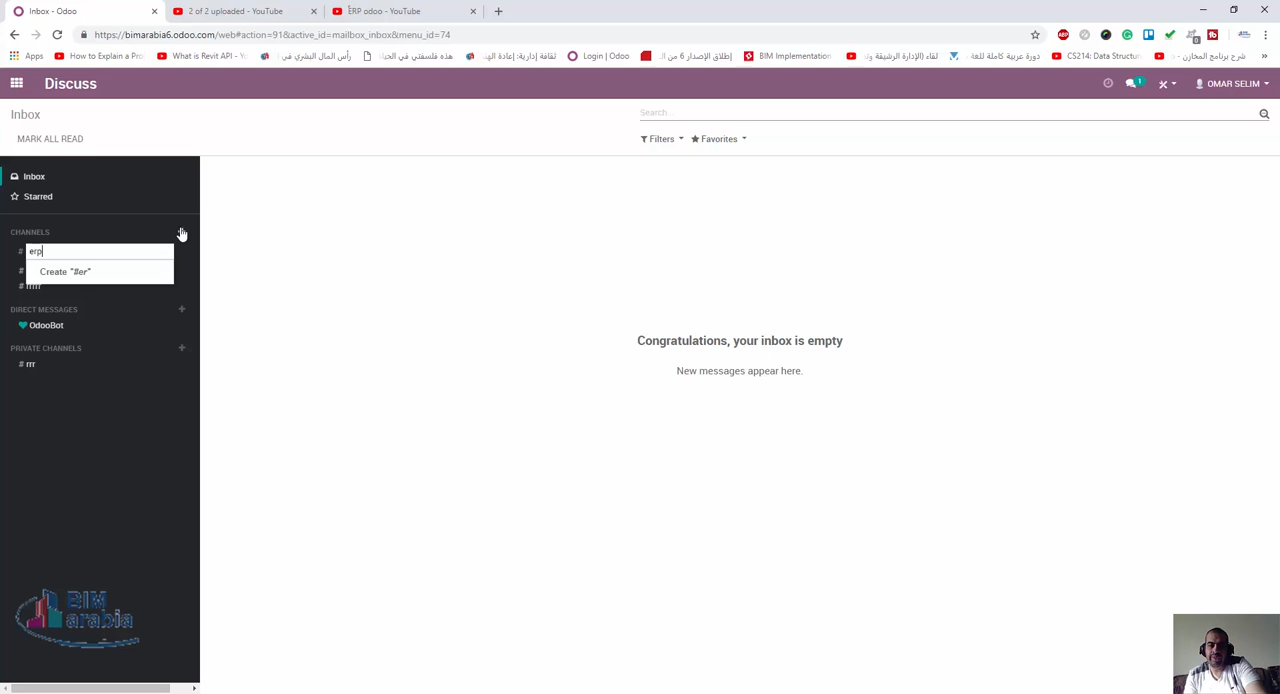 Inbox - Odoo
2 of 2 uploaded - YouTube
ERP odoo - YouTube
https://bimarabia6.odoo.com/web#action=91&active_id=mailbox_inbox&menu_id=74
Apps
How to Explain a Pro
What is Revit API - Yo
رأس المال البشري في
هذه فلسفتي في الحيا
ثقافة إدارية: إعادة اله
Login | Odoo
إطلاق الإصدار 6 من ال
BIM Implementation
لقاء (الإدارة الرشيقة و
دورة عربية كاملة للغة
CS214: Data Structur
شرح برنامج المخازن
Discuss
1
OMAR SELIM
Inbox
Search...
MARK ALL READ
Filters
Favorites
Inbox
Starred
CHANNELS
# erp
Create "#er"
# rrrrr
DIRECT MESSAGES
OdooBot
PRIVATE CHANNELS
# rrr
Congratulations, your inbox is empty
New messages appear here.
BIM
arabia